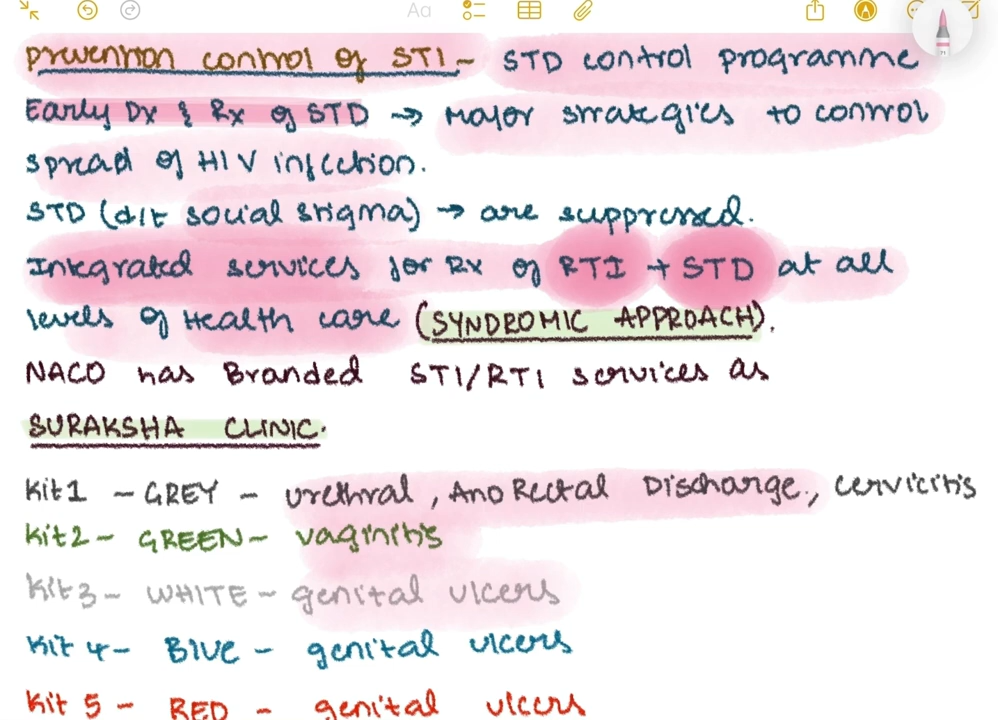 Aa
Prevention control of STI - STD control programme
Early Dx & Rx of STD → Major strategies to control
spread of HIV infection.
STD (d/t social stigma) → are suppressed.
Integrated services for Rx of RTI + STD at all
levels of Health care (SYNDROMIC APPROACH).
NACO has Branded STI/RTI services as
SURAKSHA CLINIC.
Kit1 - GREY - urethral, Ano Rectal Discharge, cervicitis
Kit2 - GREEN - vaginitis
Kit3 - WHITE - genital ulcers
Kit 4 - BLUE - genital ulcers
Kit 5 - RED - genital ulcers